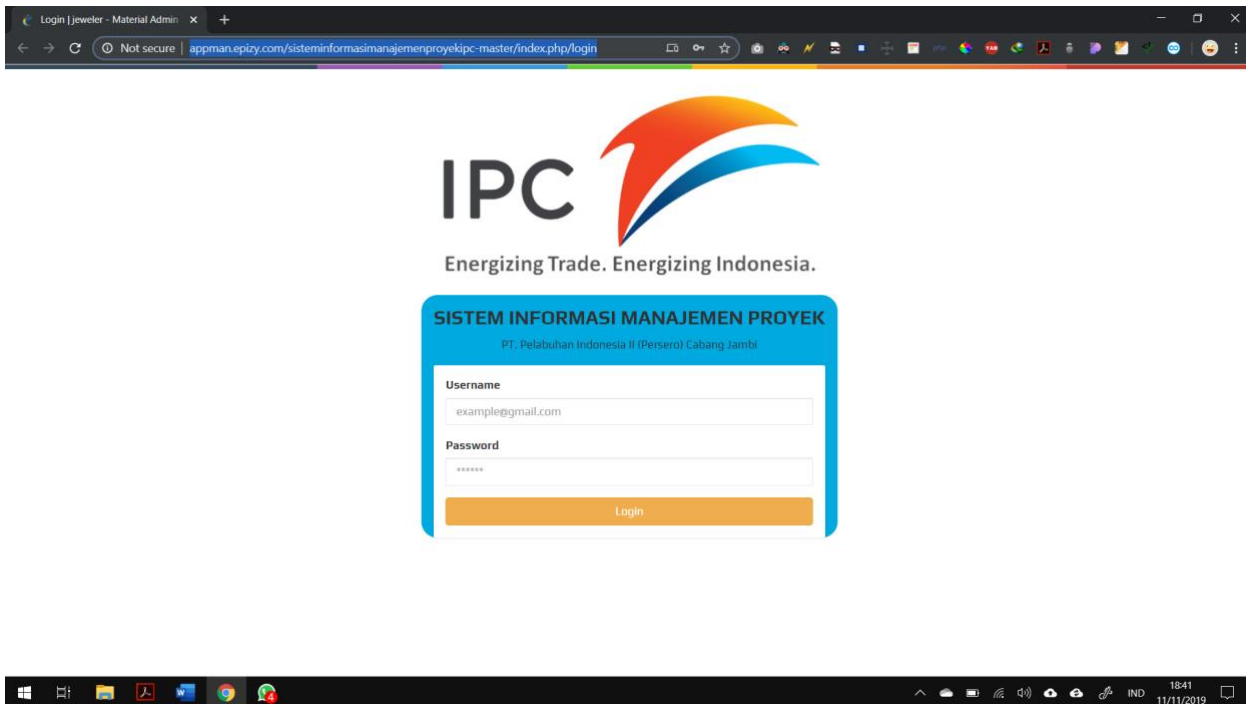 Login | jeweler - Material Admin
Not secure | appman.epizy.com/sisteminformasimanajemenproyekipc-master/index.php/login
IPC
Energizing Trade. Energizing Indonesia.
SISTEM INFORMASI MANAJEMEN PROYEK
PT. Pelabuhan Indonesia II (Persero) Cabang Jambi
Username
example@gmail.com
Password
******
Login
4
IND
18:41
11/11/2019